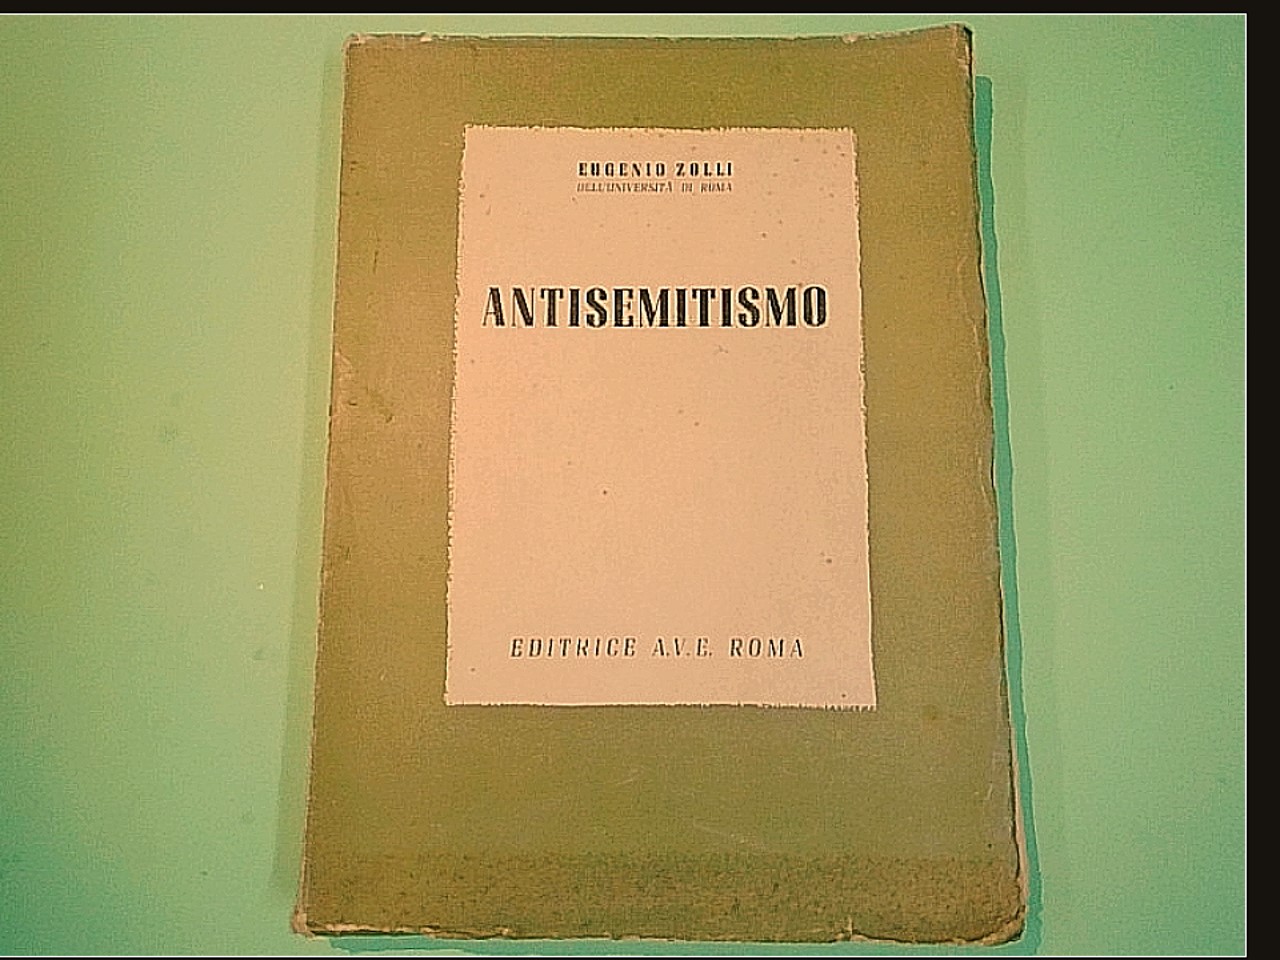 EUGENIO ZOLLI
DELL'UNIVERSITÀ DI ROMA
ANTISEMITISMO
EDITRICE A.V.E. ROMA